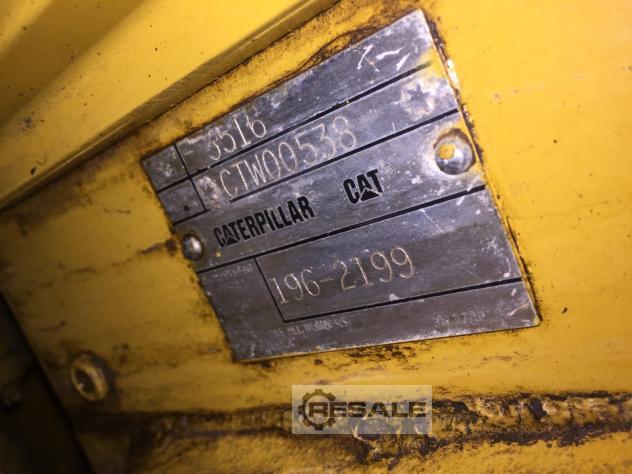 3516
CTW00538
CATERPILLAR CAT
196-2199
RESALE